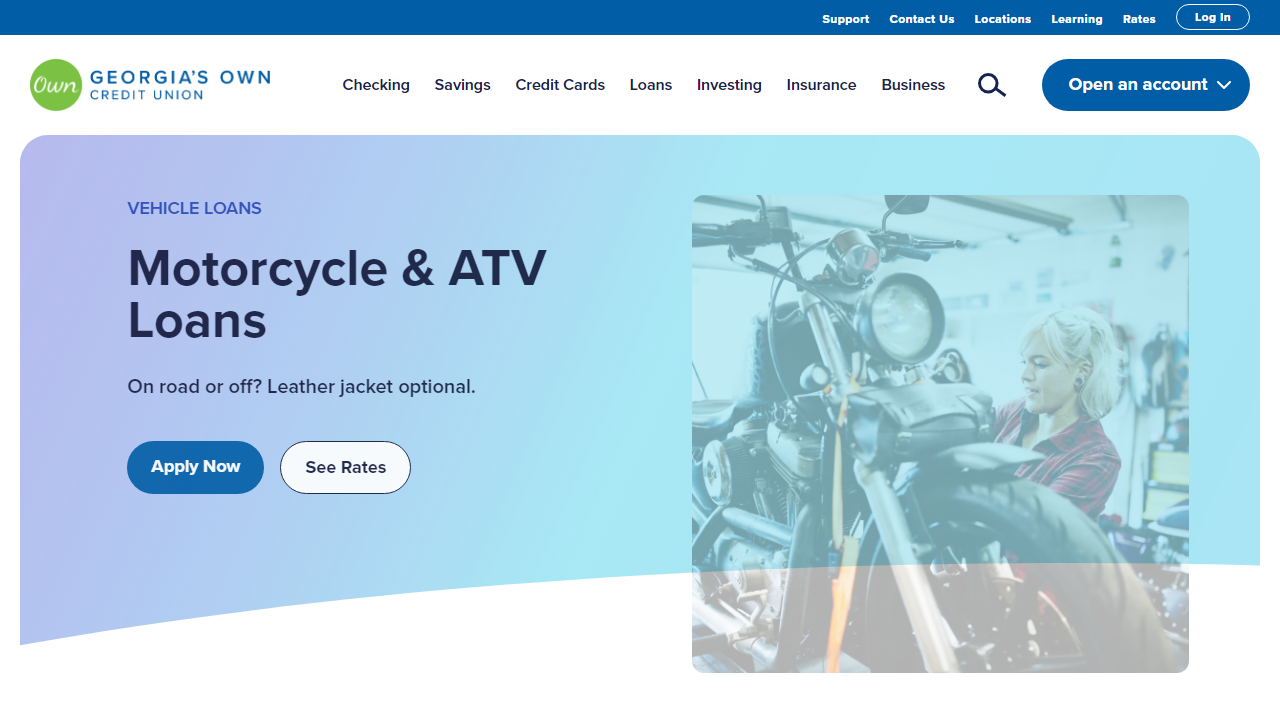 Support Contact Us Locations Learning Rates Log In
Own GEORGIA'S OWN
CREDIT UNION
Checking Savings Credit Cards Loans Investing Insurance Business Open an account
VEHICLE LOANS
Motorcycle & ATV
Loans
On road or off? Leather jacket optional.
Apply Now See Rates